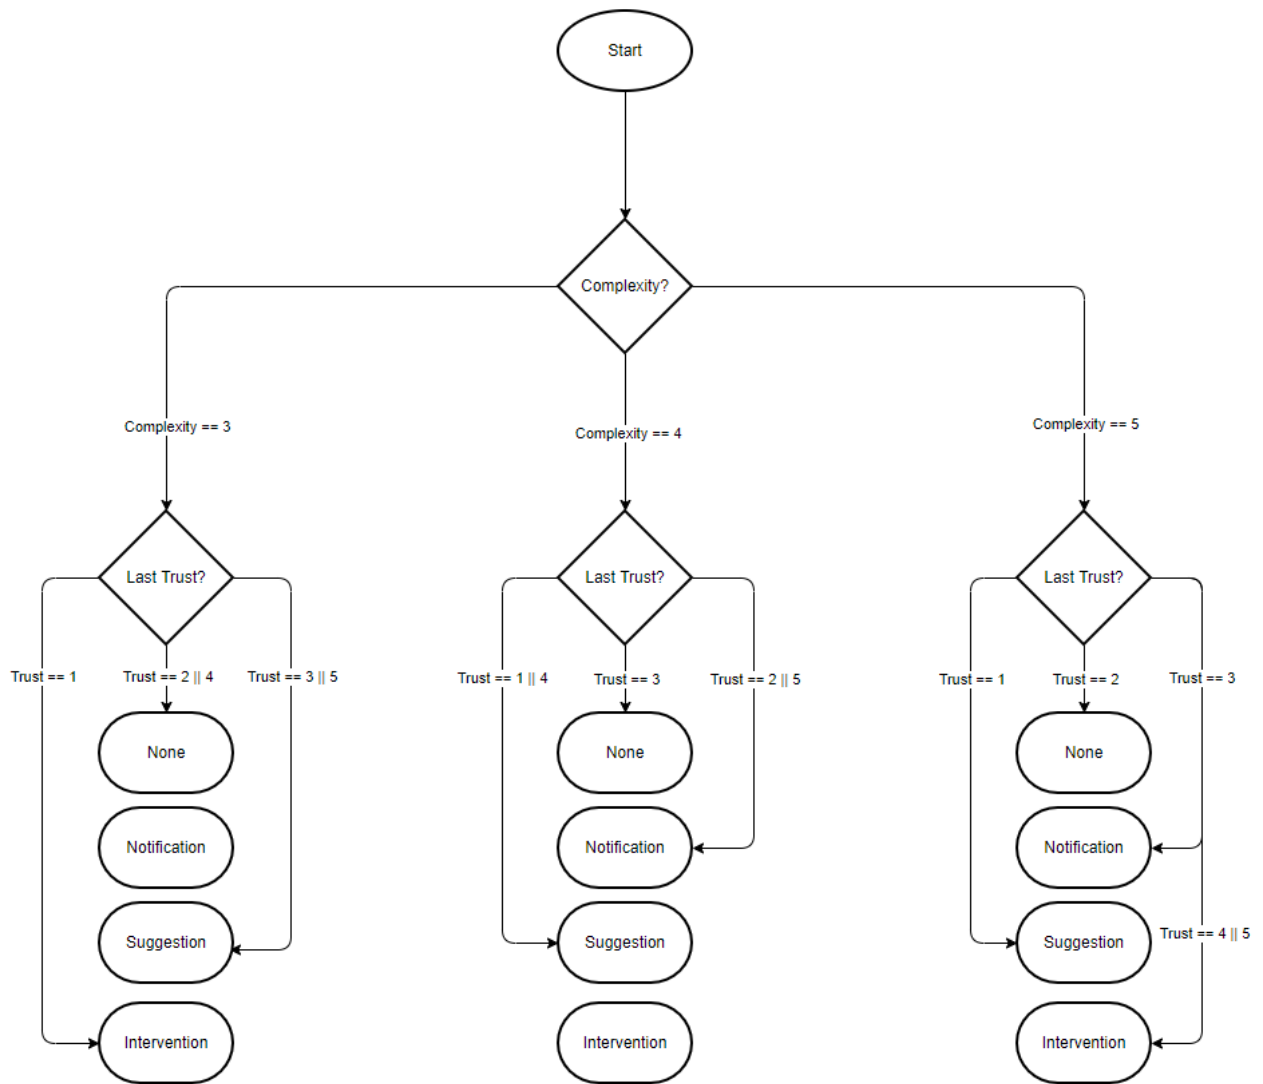 Start
Complexity?
Complexity == 3
Complexity == 4
Complexity == 5
Last Trust?
Last Trust?
Last Trust?
Trust == 1
Trust == 2 || 4
Trust == 3 || 5
Trust == 1 || 4
Trust == 3
Trust == 2 || 5
Trust == 1
Trust == 2
Trust == 3
None
None
None
Notification
Notification
Notification
Suggestion
Suggestion
Suggestion
Trust == 4 || 5
Intervention
Intervention
Intervention